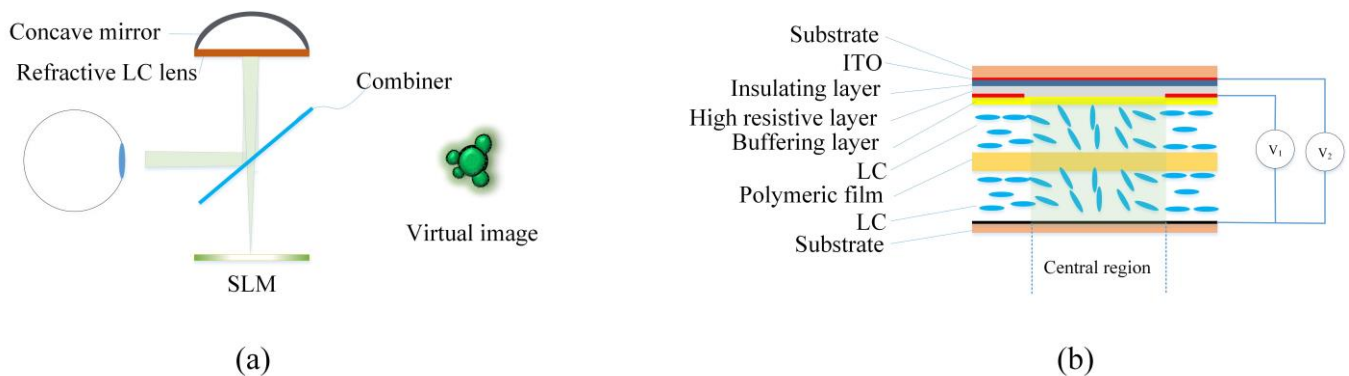 Concave mirror
Refractive LC lens
Combiner
Virtual image
SLM
(a)
Substrate
ITO
Insulating layer
High resistive layer
Buffering layer
LC
Polymeric film
LC
Substrate
V1
V2
Central region
(b)